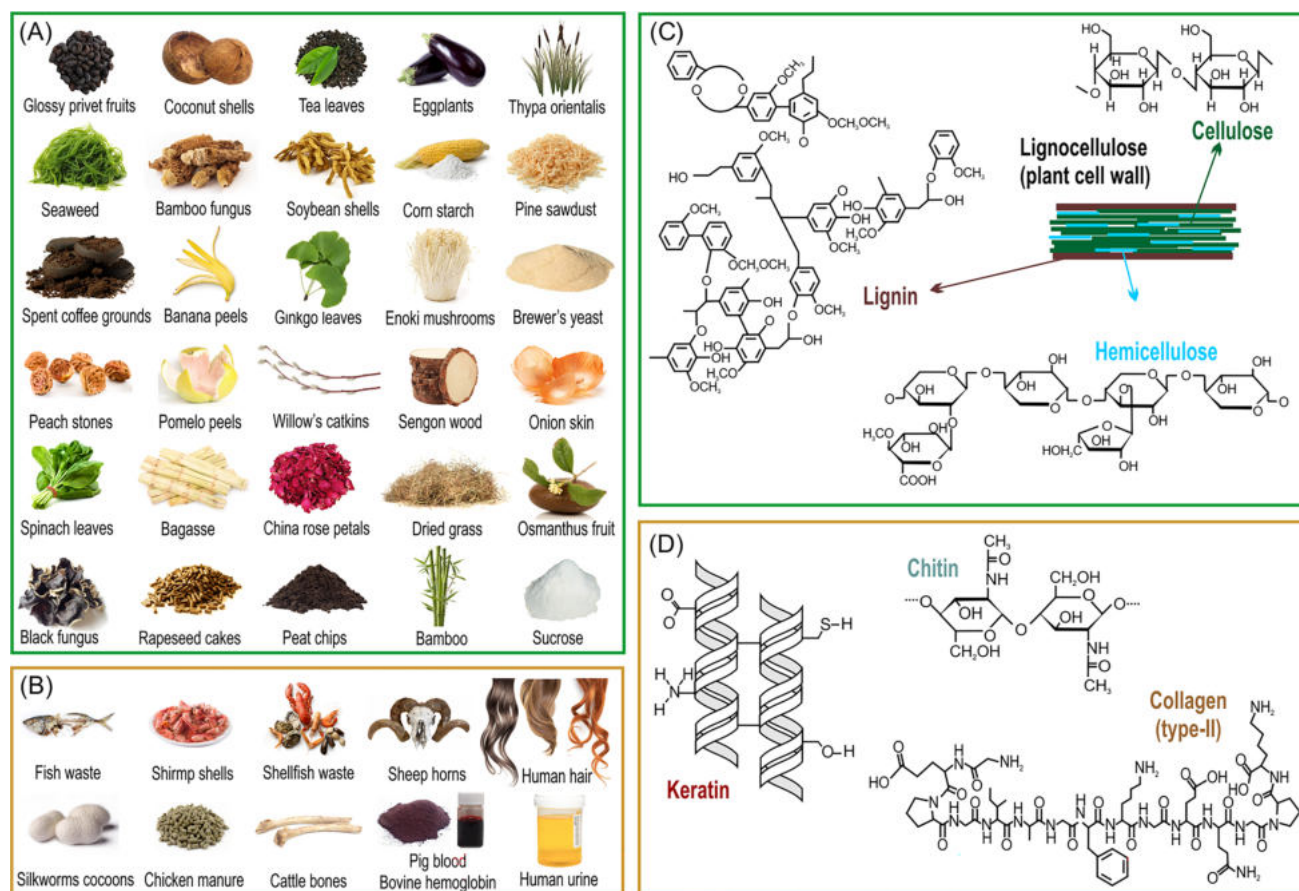 (A)
Glossy privet fruits
Coconut shells
Tea leaves
Eggplants
Thypa orientalis
Seaweed
Bamboo fungus
Soybean shells
Corn starch
Pine sawdust
Spent coffee grounds
Banana peels
Ginkgo leaves
Enoki mushrooms
Brewer's yeast
Peach stones
Pomelo peels
Willow's catkins
Sengon wood
Onion skin
Spinach leaves
Bagasse
China rose petals
Dried grass
Osmanthus fruit
Black fungus
Rapeseed cakes
Peat chips
Bamboo
Sucrose
(B)
Fish waste
Shirmp shells
Shellfish waste
Sheep horns
Human hair
Silkworms cocoons
Chicken manure
Cattle bones
Pig blood
Bovine hemoglobin
Human urine
(C)
Lignocellulose
(plant cell wall)
Cellulose
Lignin
Hemicellulose
(D)
Keratin
Chitin
Collagen
(type-II)